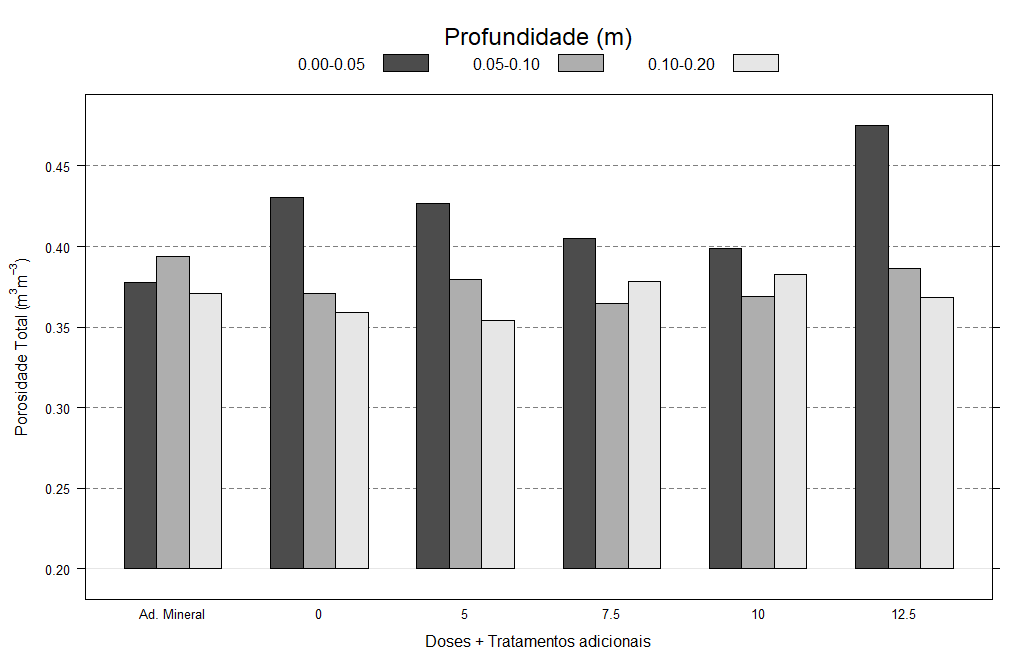 Profundidade (m)
0.00-0.05 0.05-0.10 0.10-0.20
0.45
0.40
0.35
0.30
0.25
0.20
Porosidade Total (m³m⁻³)
Ad. Mineral 0 5 7.5 10 12.5
Doses + Tratamentos adicionais